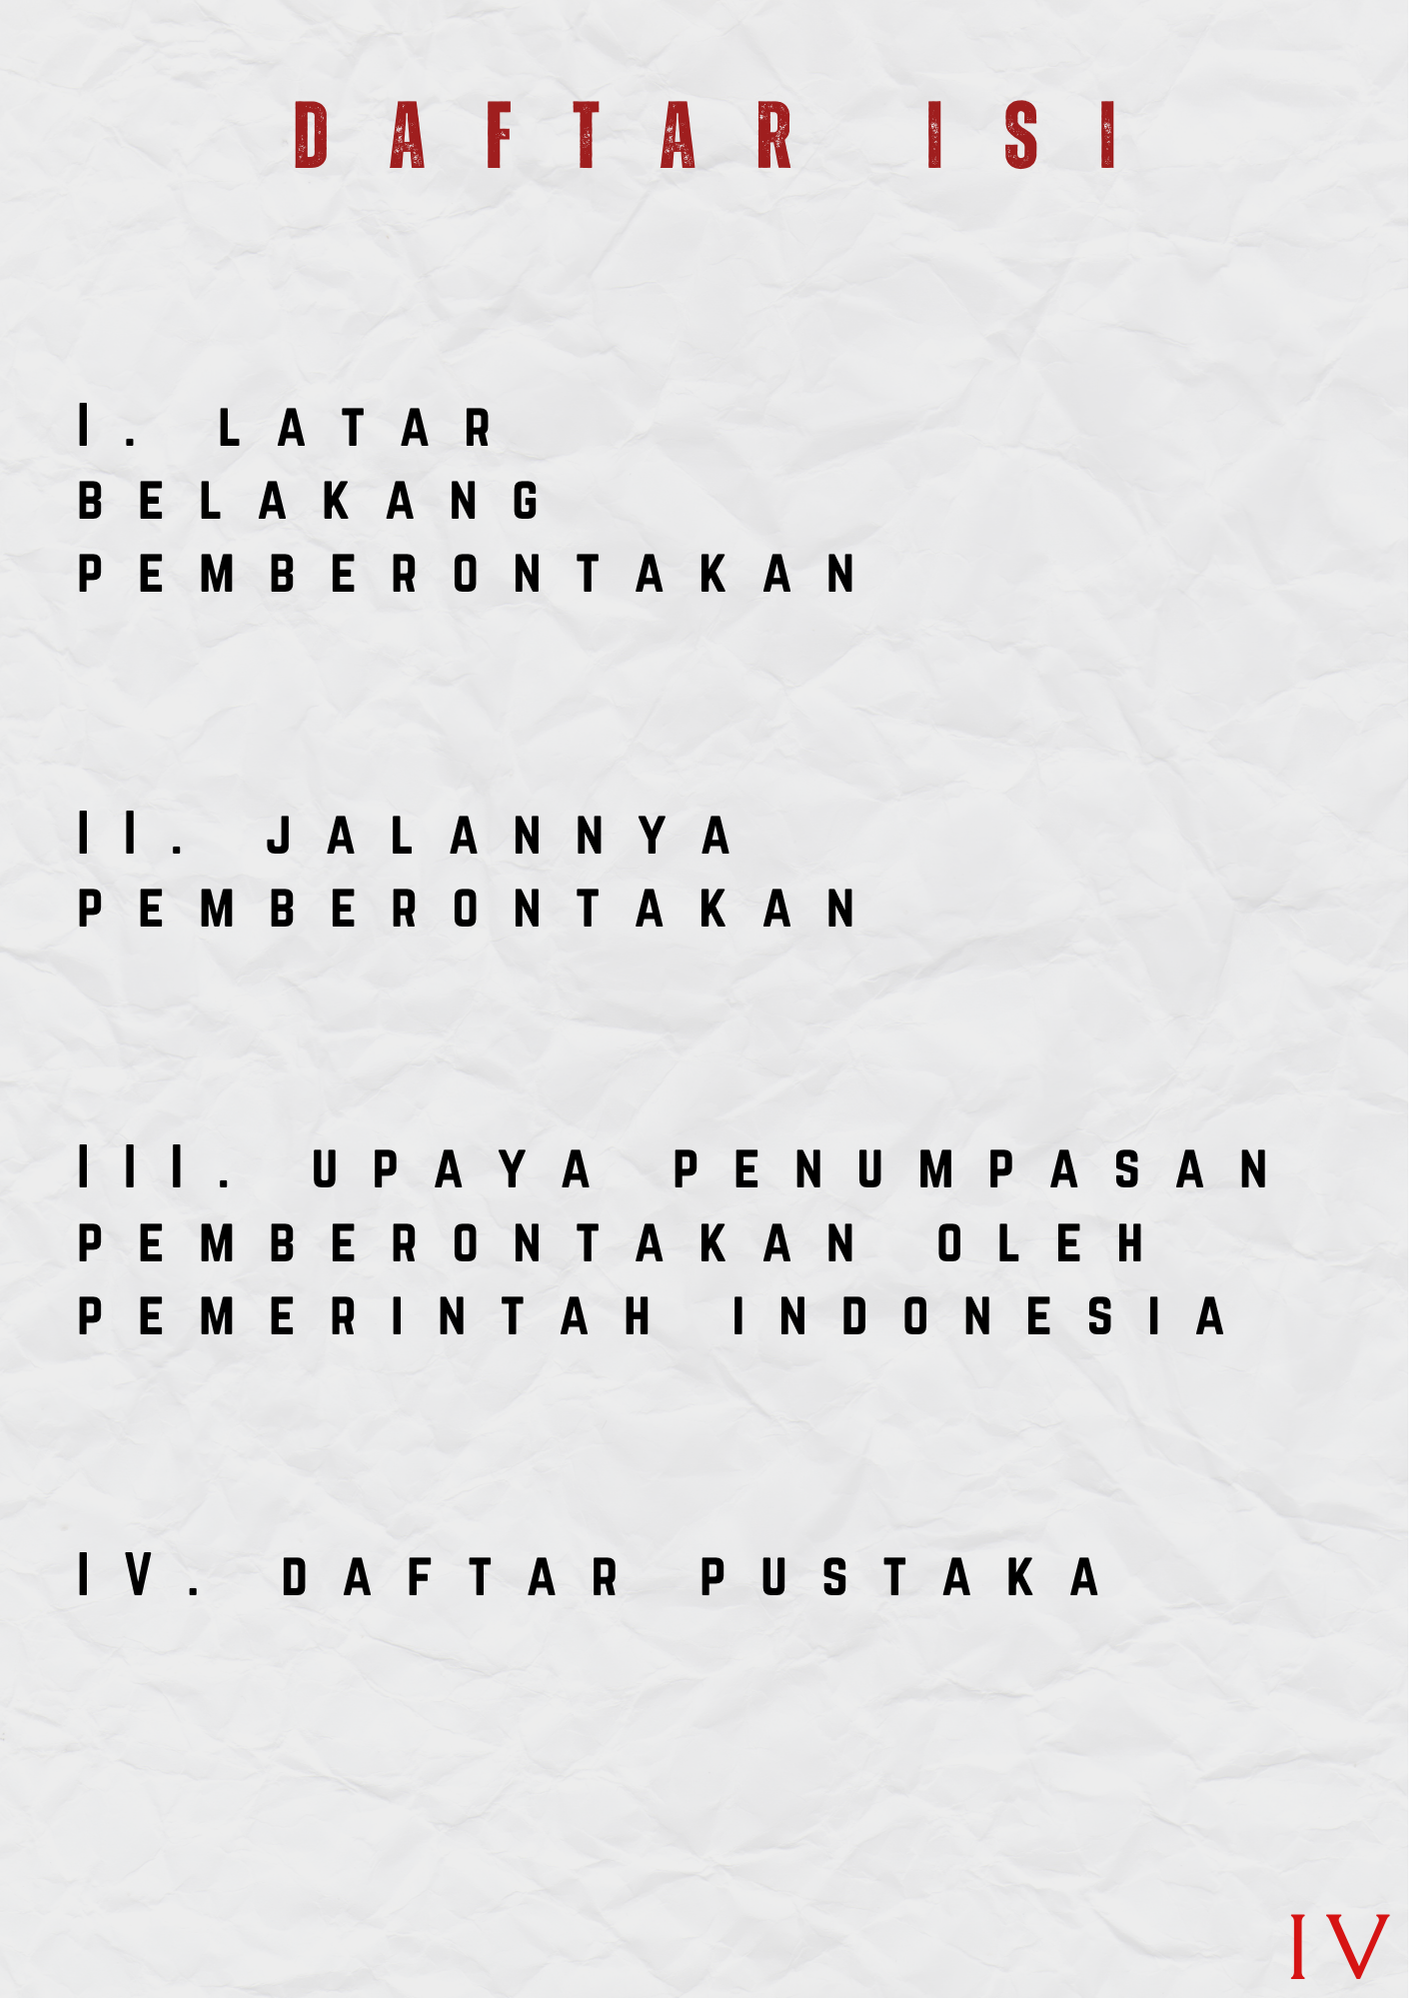 DAFTAR ISI
I. LATAR
BELAKANG
PEMBERONTAKAN
II. JALANNYA
PEMBERONTAKAN
III. UPAYA PENUMPASAN
PEMBERONTAKAN OLEH
PEMERINTAH INDONESIA
IV. DAFTAR PUSTAKA
IV